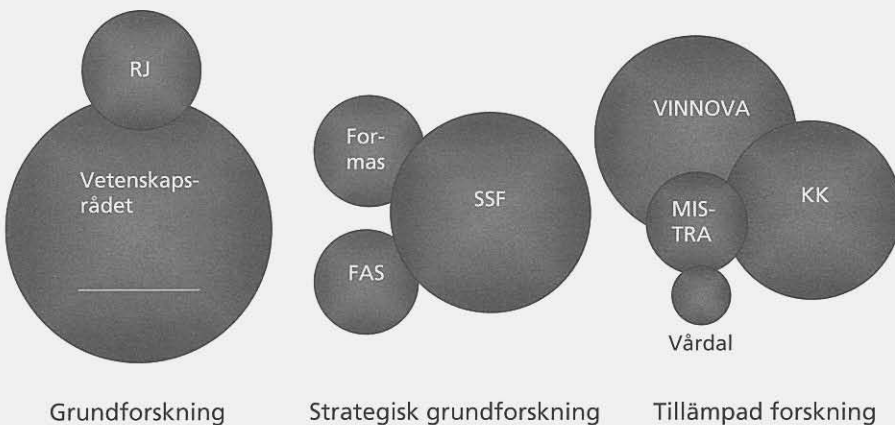 RJ
Vetenskaps-
rådet
For-
mas
SSF
FAS
VINNOVA
KK
MIS-
TRA
Vårdal
Grundforskning
Strategisk grundforskning
Tillämpad forskning